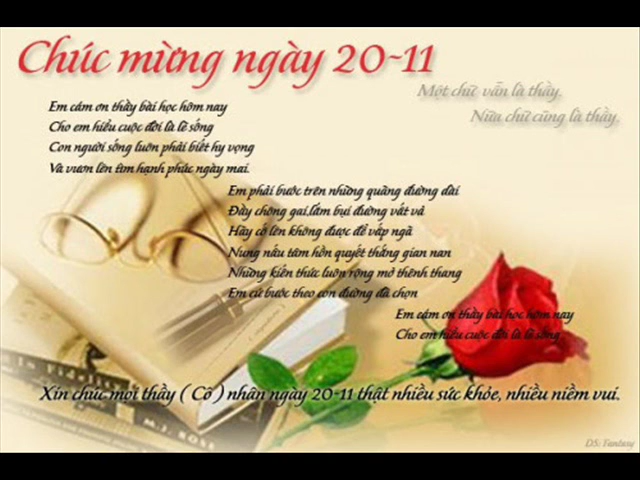 Chúc mừng ngày 20-11
Một chữ vẫn là thầy.
Nửa chữ cũng là thầy.
Em cám ơn thầy bài học hôm nay
Cho em hiểu cuộc đời là lẽ sống
Con người sống luôn phải biết hy vọng
Và vươn lên tìm hạnh phúc ngày mai.
Em phải bước trên những quãng đường dài
Đầy chông gai,lấm bụi đường vất vả
Hãy cố lên không được để vấp ngã
Nung nấu tâm hồn quyết thắng gian nan
Những kiến thức luôn rộng mở thênh thang
Em cứ bước theo con đường đã chọn
Em cám ơn thầy bài học hôm nay
Cho em hiểu cuộc đời là lẽ sống
Xin chúc mọi thầy ( Cô ) nhân ngày 20-11 thật nhiều sức khỏe, nhiều niềm vui.
M.J. ROSE
DS: Fantasy